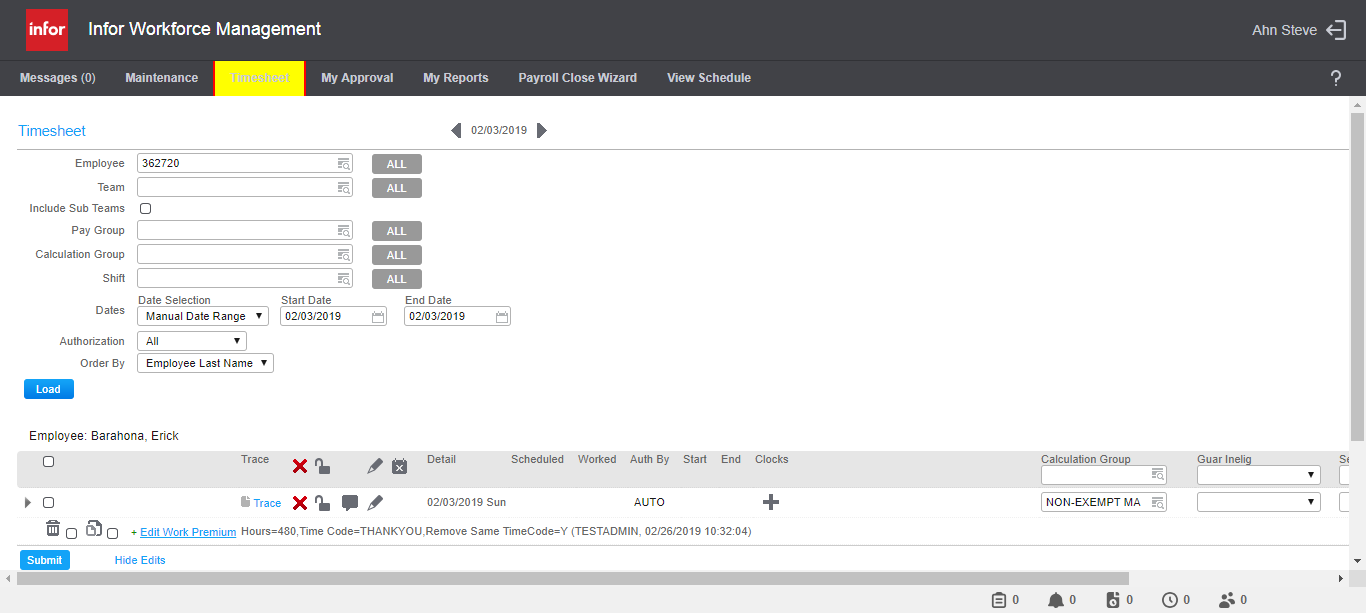 infor Infor Workforce Management Ahn Steve
Messages (0) Maintenance Timesheet My Approval My Reports Payroll Close Wizard View Schedule ?
Timesheet 02/03/2019
Employee 362720 ALL
Team ALL
Include Sub Teams
Pay Group ALL
Calculation Group ALL
Shift ALL
Date Selection Start Date End Date
Dates Manual Date Range 02/03/2019 02/03/2019
Authorization All
Order By Employee Last Name
Load
Employee: Barahona, Erick
Trace Detail Scheduled Worked Auth By Start End Clocks Calculation Group Guar Inelig Se
Trace 02/03/2019 Sun AUTO NON-EXEMPT MA
+ Edit Work Premium Hours=480,Time Code=THANKYOU,Remove Same TimeCode=Y (TESTADMIN, 02/26/2019 10:32:04)
Submit Hide Edits
0 0 0 0 0